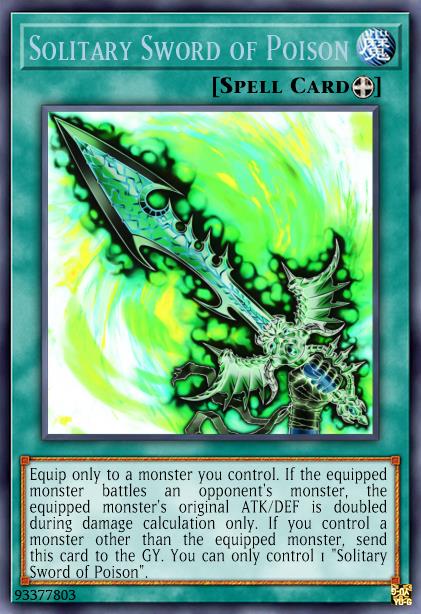 Solitary Sword of Poison
魔
[Spell Card]
Equip only to a monster you control. If the equipped
monster battles an opponent's monster, the
equipped monster's original ATK/DEF is doubled
during damage calculation only. If you control a
monster other than the equipped monster, send
this card to the GY. You can only control 1 "Solitary
Sword of Poison".
93377803